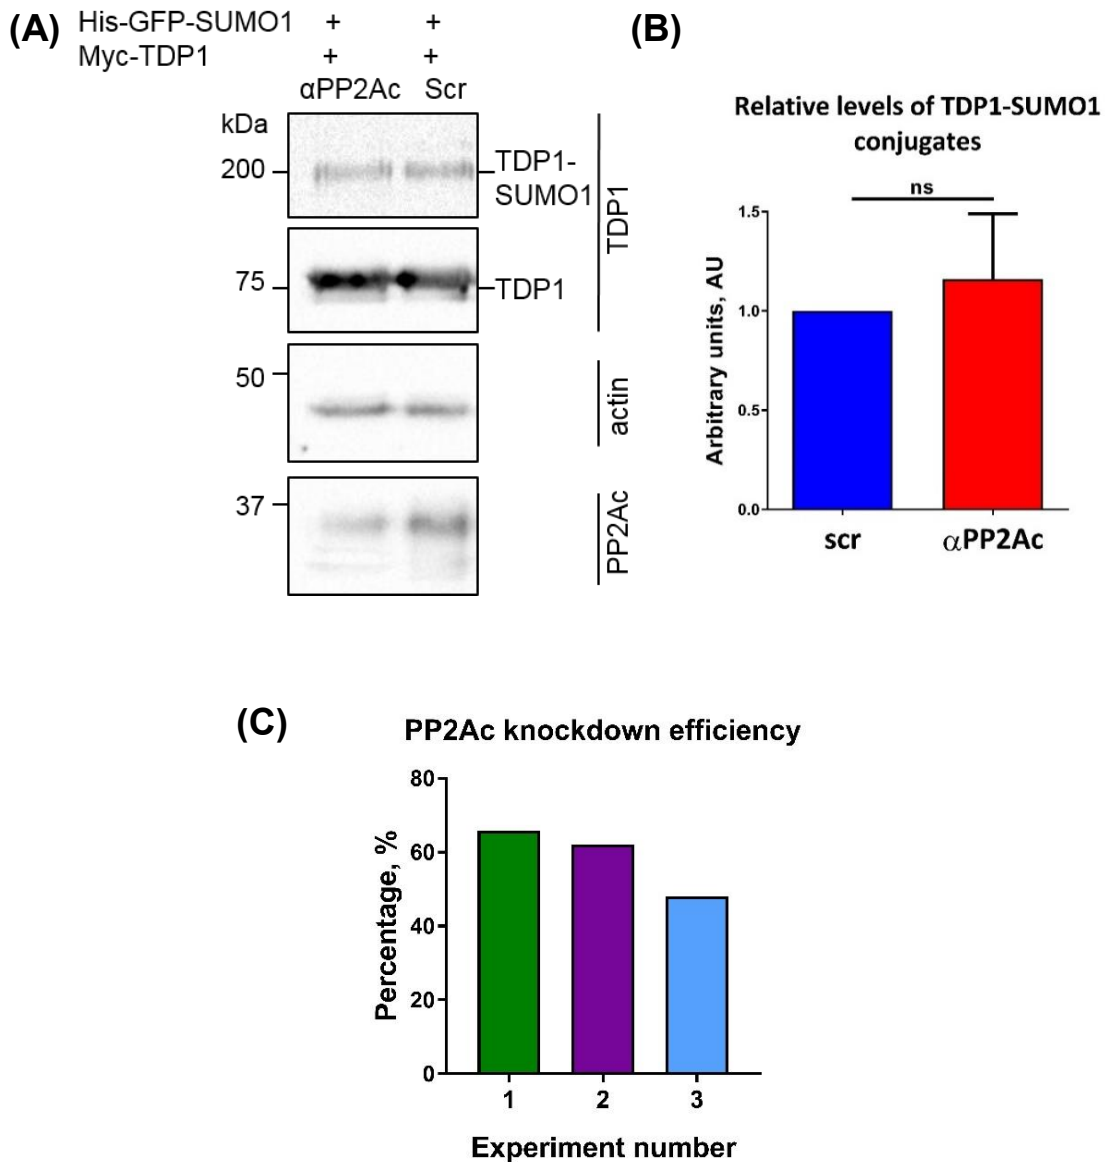 (A)
His-GFP-SUMO1 + +
Myc-TDP1 + +
αPP2Ac Scr
kDa
200
TDP1-
SUMO1
75
TDP1
TDP1
50
actin
37
PP2Ac
(B)
Relative levels of TDP1-SUMO1
conjugates
ns
Arbitrary units, AU
1.5
1.0
0.5
0.0
scr αPP2Ac
(C)
PP2Ac knockdown efficiency
Percentage, %
80
60
40
20
0
1 2 3
Experiment number